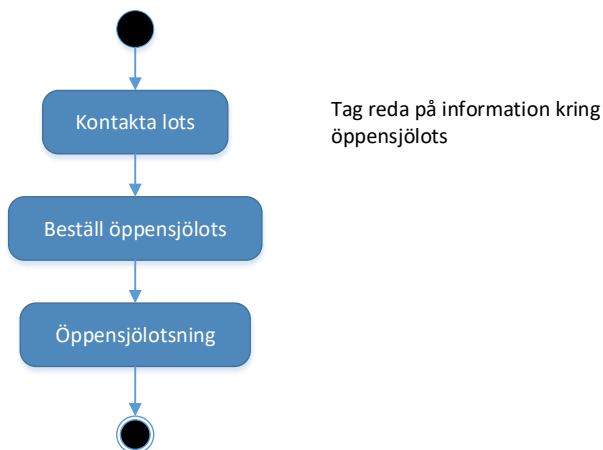 Kontakta lots
Tag reda på information kring
öppensjölots
Beställ öppensjölots
Öppensjölotsning